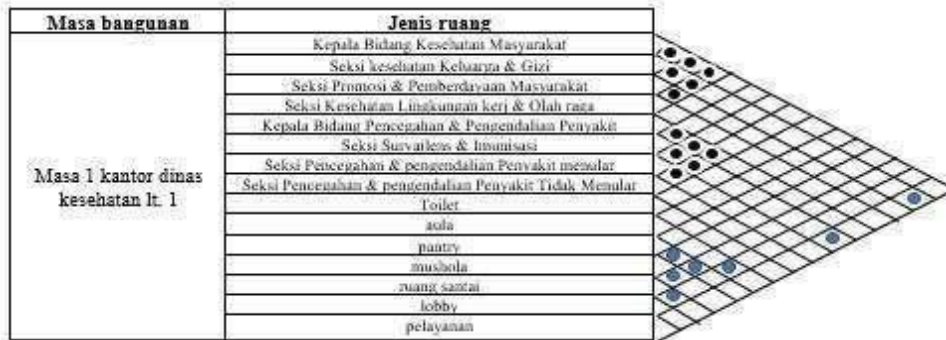 Masa bangunan
Jenis ruang
Masa 1 kantor dinas
kesehatan lt. 1
Kepala Bidang Kesehatan Masyarakat
Seksi kesehatan Keluarga & Gizi
Seksi Promosi & Pemberdayaan Masyarakat
Seksi Kesehatan Lingkungan kerj & Olah raga
Kepala Bidang Pencegahan & Pengendalian Penyakit
Seksi Survailens & Imunisasi
Seksi Pencegahan & pengendalian Penyakit menular
Seksi Pencegahan & pengendalian Penyakit Tidak Menular
Toilet
aula
pantry
mushola
ruang santai
lobby
pelayanan